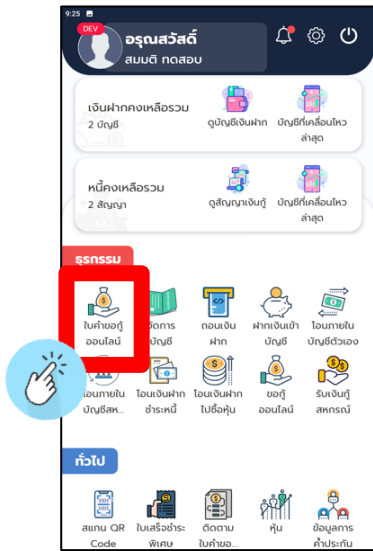 9:25
DEV
อรุณสวัสดิ์
สมมติ ทดสอบ
เงินฝากคงเหลือรวม
2 บัญชี
ดูบัญชีเงินฝาก
บัญชีที่เคลื่อนไหว
ล่าสุด
หนี้คงเหลือรวม
2 สัญญา
ดูสัญญาเงินกู้
บัญชีที่เคลื่อนไหว
ล่าสุด
ธุรกรรม
ใบคำขอกู้
ออนไลน์
จัดการ
บัญชี
ถอนเงิน
ฝาก
ฝากเงินเข้า
บัญชี
โอนภายใน
บัญชีตัวเอง
โอนภายใน
บัญชีสห...
โอนเงินฝาก
ชำระหนี้
โอนเงินฝาก
ไปซื้อหุ้น
ขอกู้
ออนไลน์
รับเงินกู้
สหกรณ์
ทั่วไป
สแกน QR
Code
ใบเสร็จชำระ
พิเศษ
ติดตาม
ใบคำขอ...
หุ้น
ข้อมูลการ
ค้ำประกัน